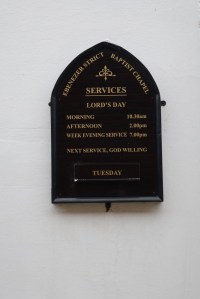 EBENEZER STRICT BAPTIST CHAPEL
SERVICES
LORD'S DAY
MORNING 10.30am
AFTERNOON 2.00pm
WEEK EVENING SERVICE 7.00pm
NEXT SERVICE, GOD WILLING
TUESDAY